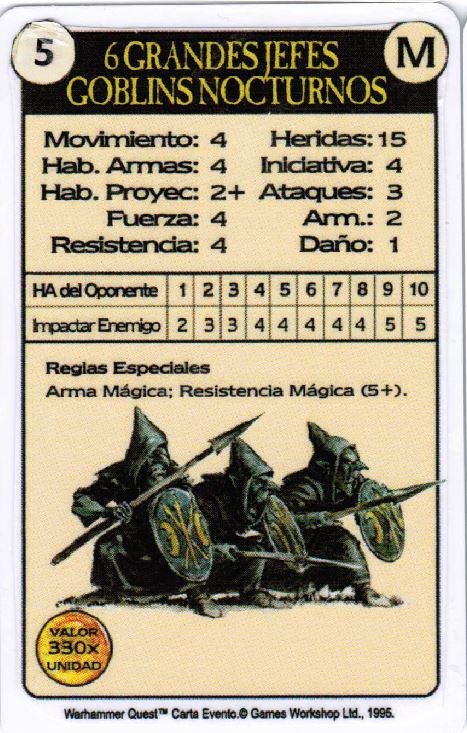 5
6 GRANDES JEFES
GOBLINS NOCTURNOS
M
Movimiento: 4 Heridas: 15
Hab. Armas: 4 Iniciativa: 4
Hab. Proyec: 2+ Ataques: 3
Fuerza: 4 Arm.: 2
Resistencia: 4 Daño: 1
HA del Oponente 1 2 3 4 5 6 7 8 9 10
Impactar Enemigo 2 3 3 4 4 4 4 4 5 5
Reglas Especiales
Arma Mágica; Resistencia Mágica (5+).
VALOR
330x
UNIDAD
Warhammer Quest™ Carta Evento.© Games Workshop Ltd., 1995.